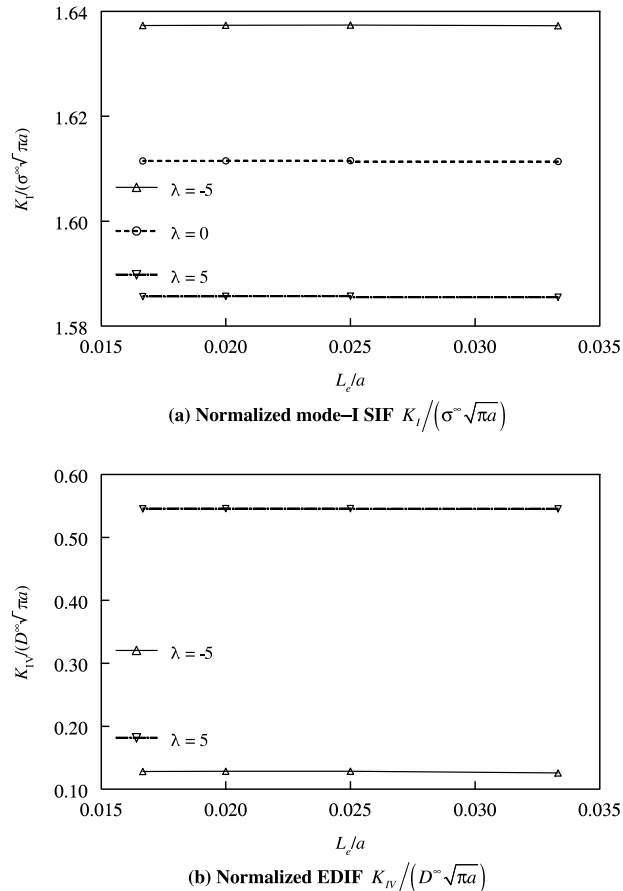 1.64
1.62
1.60
1.58
K_I/(σ^∞√πa)
λ = -5
λ = 0
λ = 5
0.015 0.020 0.025 0.030 0.035
L_e/a
(a) Normalized mode–I SIF K_I/(σ^∞√πa)
0.60
0.50
0.40
0.30
0.20
0.10
K_IV/(D^∞√πa)
λ = -5
λ = 5
0.015 0.020 0.025 0.030 0.035
L_e/a
(b) Normalized EDIF K_IV/(D^∞√πa)